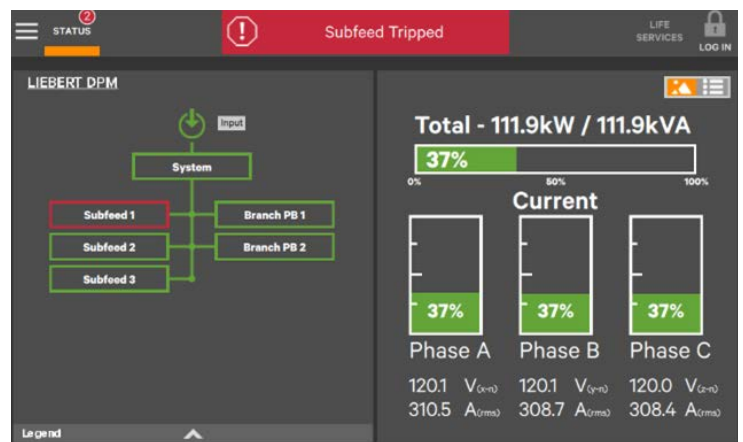 2
STATUS
Subfeed Tripped
LIFE SERVICES
LOG IN
LIEBERT DPM
Input
System
Subfeed 1
Branch PB 1
Subfeed 2
Branch PB 2
Subfeed 3
Legend
Total - 111.9kW / 111.9kVA
37%
0% 50% 100%
Current
37% 37% 37%
Phase A Phase B Phase C
120.1 V(x-n) 120.1 V(y-n) 120.0 V(z-n)
310.5 A(rms) 308.7 A(rms) 308.4 A(rms)